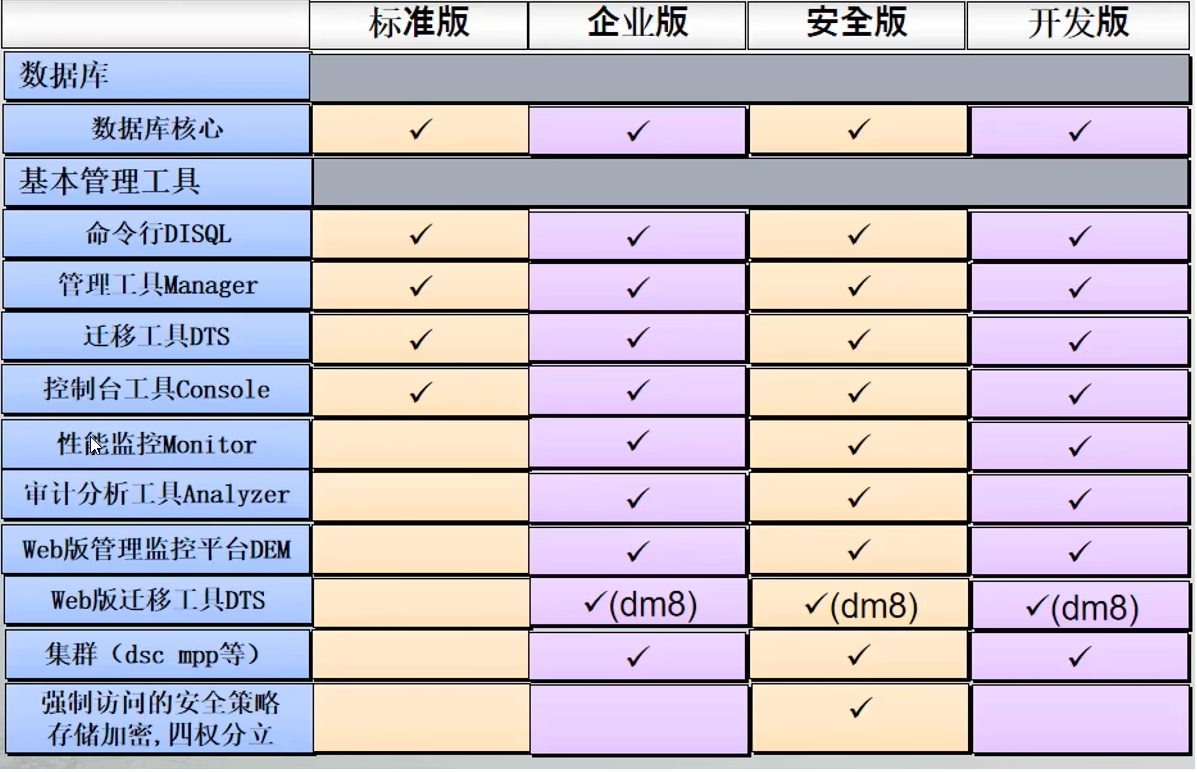 标准版 企业版 安全版 开发版
数据库
数据库核心 ✓ ✓ ✓ ✓
基本管理工具
命令行DISQL ✓ ✓ ✓ ✓
管理工具Manager ✓ ✓ ✓ ✓
迁移工具DTS ✓ ✓ ✓ ✓
控制台工具Console ✓ ✓ ✓ ✓
性能监控Monitor ✓ ✓ ✓
审计分析工具Analyzer ✓ ✓ ✓
Web版管理监控平台DEM ✓ ✓ ✓
Web版迁移工具DTS ✓(dm8) ✓(dm8) ✓(dm8)
集群（dsc mpp等） ✓ ✓ ✓
强制访问的安全策略 ✓
存储加密,四权分立